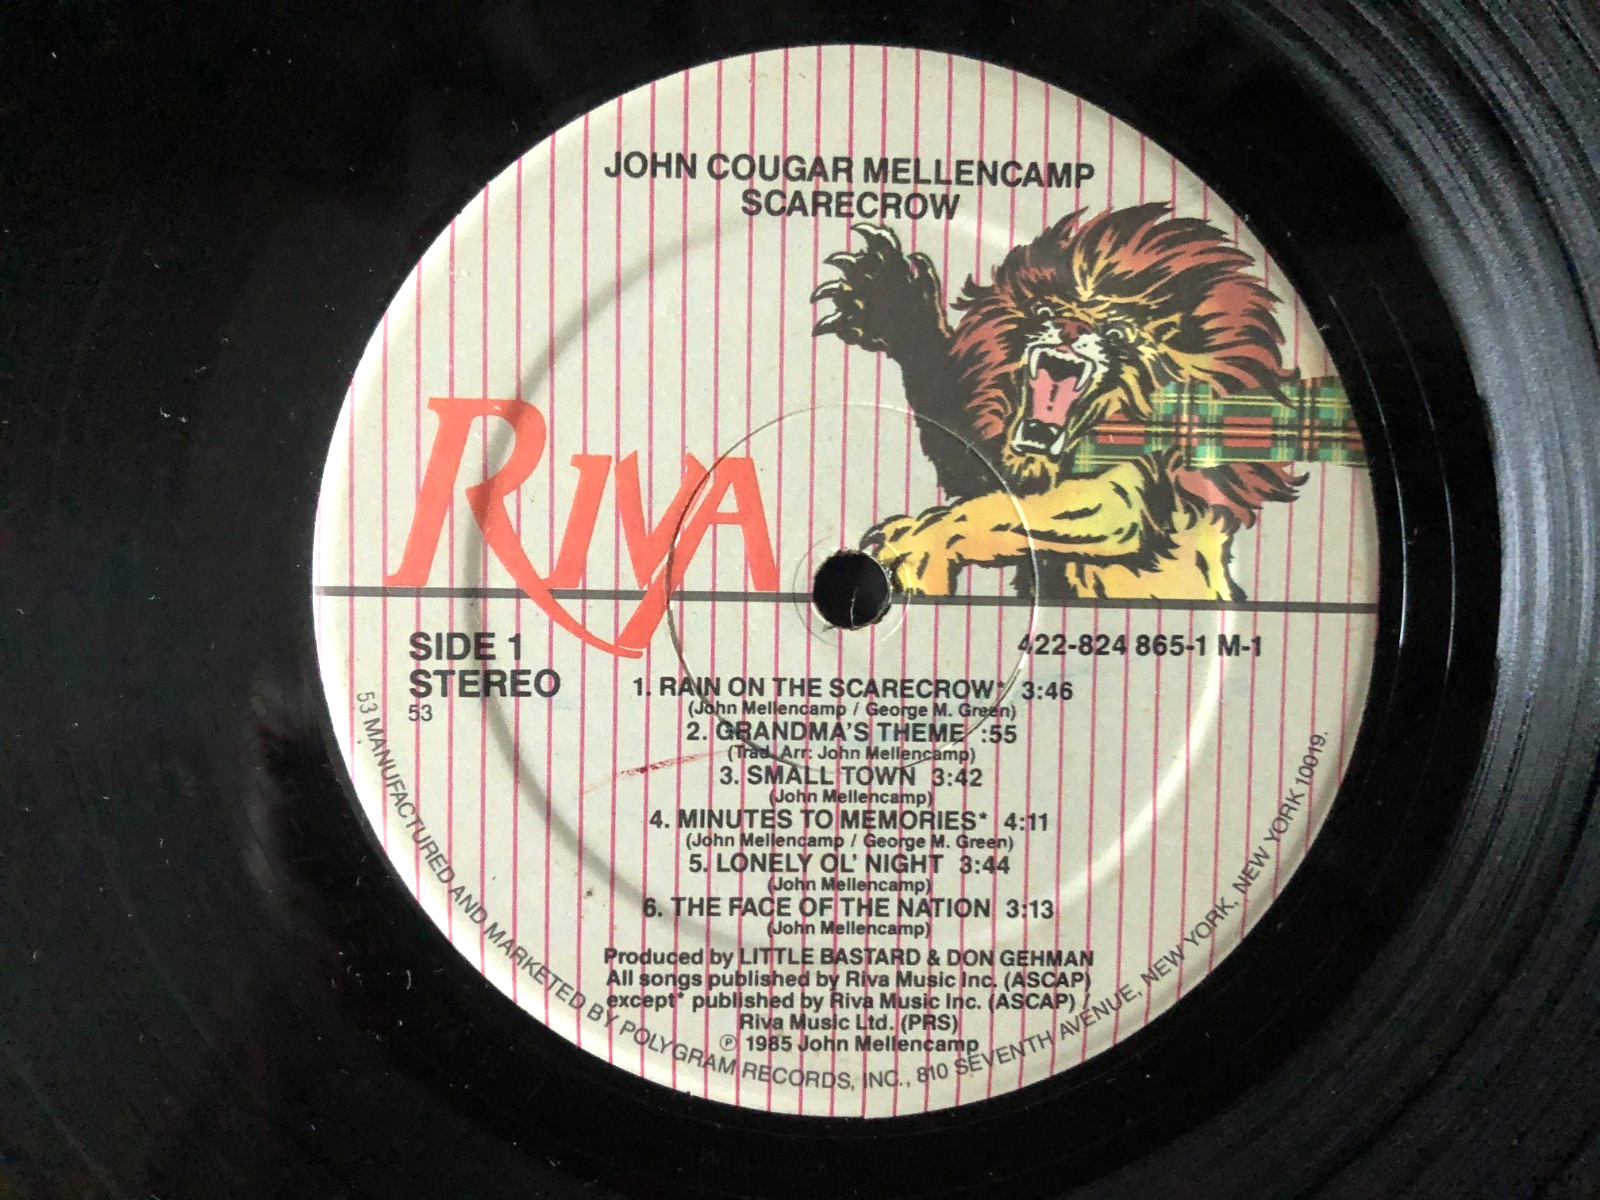 JOHN COUGAR MELLENCAMP
SCARECROW
RIVA
SIDE 1
STEREO
53
422-824 865-1 M-1
1. RAIN ON THE SCARECROW* 3:46
(John Mellencamp / George M. Green)
2. GRANDMA'S THEME :55
(Trad. Arr: John Mellencamp)
3. SMALL TOWN 3:42
(John Mellencamp)
4. MINUTES TO MEMORIES* 4:11
(John Mellencamp / George M. Green)
5. LONELY OL' NIGHT 3:44
(John Mellencamp)
6. THE FACE OF THE NATION 3:13
(John Mellencamp)
Produced by LITTLE BASTARD & DON GEHMAN
All songs published by Riva Music Inc. (ASCAP)
except* published by Riva Music Inc. (ASCAP) /
Riva Music Ltd. (PRS)
℗ 1985 John Mellencamp
53 MANUFACTURED AND MARKETED BY POLYGRAM RECORDS, INC., 810 SEVENTH AVENUE, NEW YORK, NEW YORK 10019.